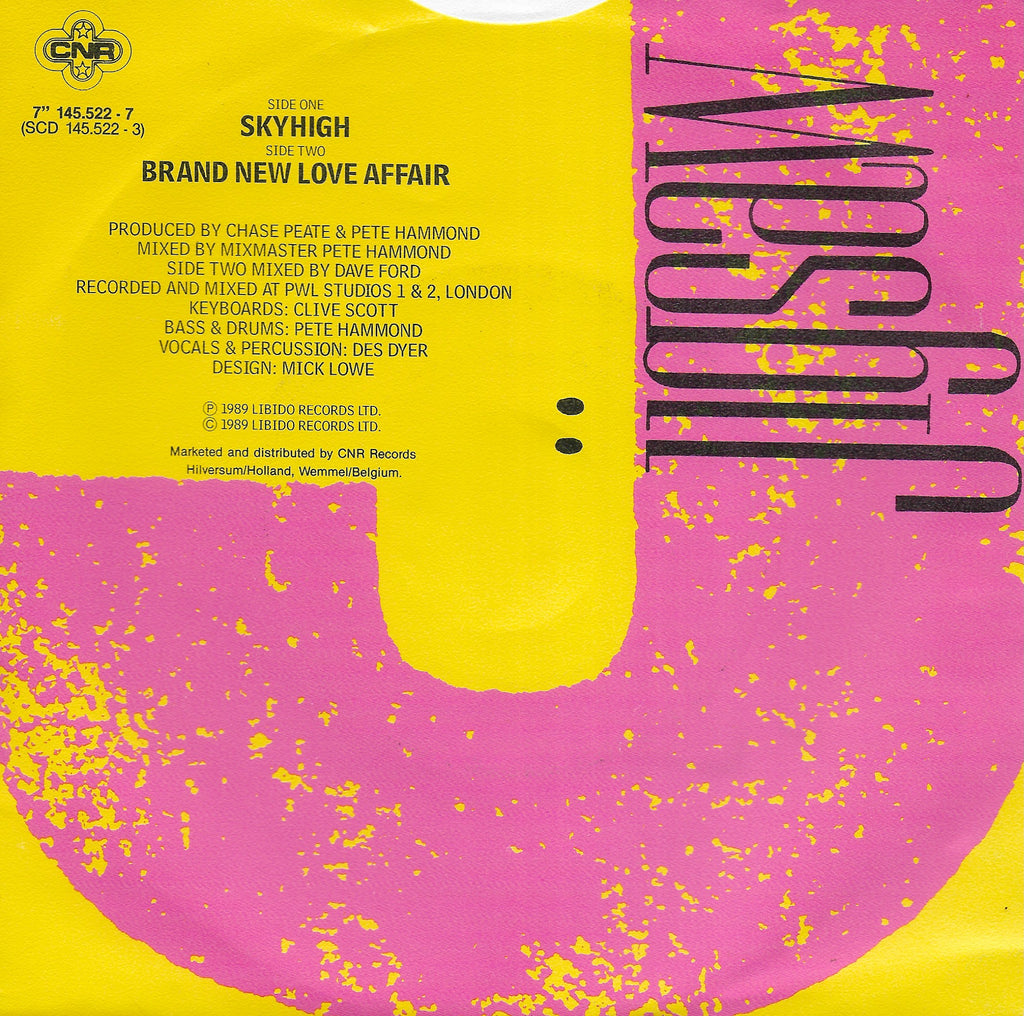 CNR
7" 145.522 - 7
(SCD 145.522 - 3)
SIDE ONE
SKYHIGH
SIDE TWO
BRAND NEW LOVE AFFAIR
PRODUCED BY CHASE PEATE & PETE HAMMOND
MIXED BY MIXMASTER PETE HAMMOND
SIDE TWO MIXED BY DAVE FORD
RECORDED AND MIXED AT PWL STUDIOS 1 & 2, LONDON
KEYBOARDS: CLIVE SCOTT
BASS & DRUMS: PETE HAMMOND
VOCALS & PERCUSSION: DES DYER
DESIGN: MICK LOWE
Ⓟ 1989 LIBIDO RECORDS LTD.
© 1989 LIBIDO RECORDS LTD.
Marketed and distributed by CNR Records
Hilversum/Holland, Wemmel/Belgium.
Jigsaw